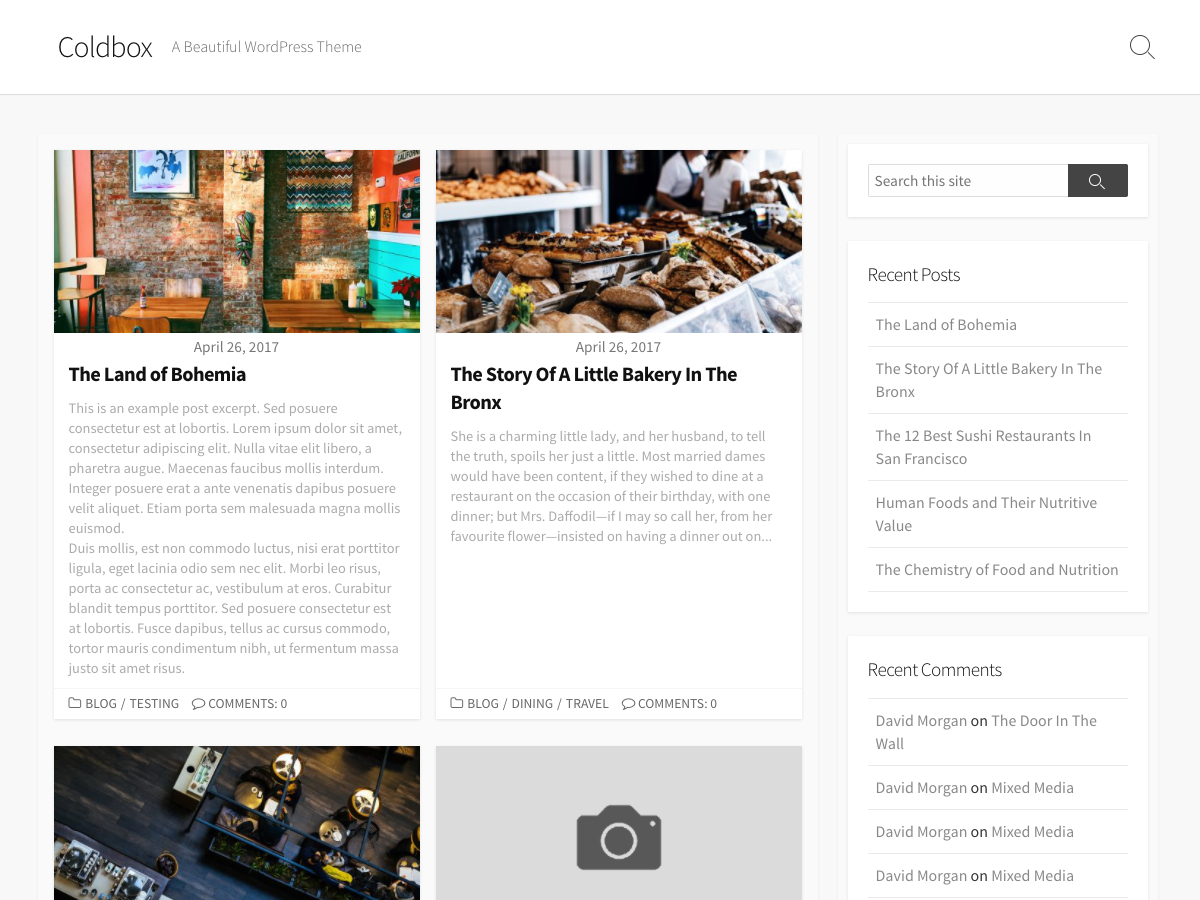 Coldbox
A Beautiful WordPress Theme
April 26, 2017
The Land of Bohemia
This is an example post excerpt. Sed posuere
consectetur est at lobortis. Lorem ipsum dolor sit amet,
consectetur adipiscing elit. Nulla vitae elit libero, a
pharetra augue. Maecenas faucibus mollis interdum.
Integer posuere erat a ante venenatis dapibus posuere
velit aliquet. Etiam porta sem malesuada magna mollis
euismod.
Duis mollis, est non commodo luctus, nisi erat porttitor
ligula, eget lacinia odio sem nec elit. Morbi leo risus,
porta ac consectetur ac, vestibulum at eros. Curabitur
blandit tempus porttitor. Sed posuere consectetur est
at lobortis. Fusce dapibus, tellus ac cursus commodo,
tortor mauris condimentum nibh, ut fermentum massa
justo sit amet risus.
BLOG / TESTING COMMENTS: 0
April 26, 2017
The Story Of A Little Bakery In The
Bronx
She is a charming little lady, and her husband, to tell
the truth, spoils her just a little. Most married dames
would have been content, if they wished to dine at a
restaurant on the occasion of their birthday, with one
dinner; but Mrs. Daffodil—if I may so call her, from her
favourite flower—insisted on having a dinner out on...
BLOG / DINING / TRAVEL COMMENTS: 0
Search this site
Recent Posts
The Land of Bohemia
The Story Of A Little Bakery In The
Bronx
The 12 Best Sushi Restaurants In
San Francisco
Human Foods and Their Nutritive
Value
The Chemistry of Food and Nutrition
Recent Comments
David Morgan on The Door In The
Wall
David Morgan on Mixed Media
David Morgan on Mixed Media
David Morgan on Mixed Media